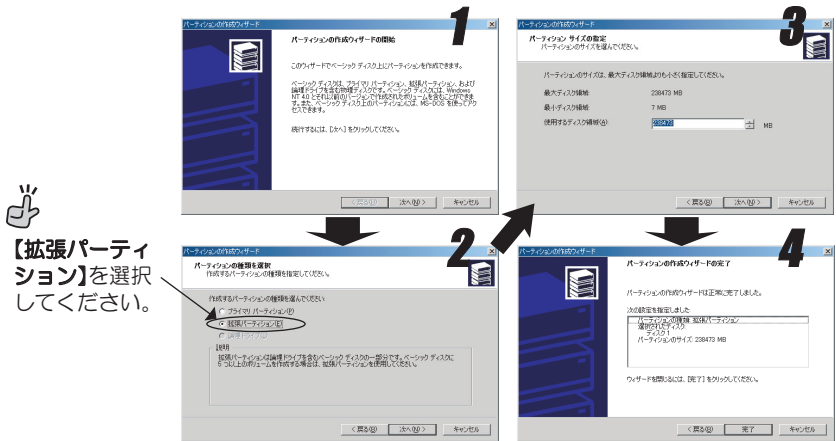 パーティションの作成ウィザード
1
パーティションの作成ウィザードの開始
このウィザードでベーシック ディスク上にパーティションを作成できます。
ベーシック ディスクは、プライマリ パーティション、拡張パーティション、および
論理ドライブを含む物理ディスクです。ベーシック ディスクには、Windows
NT 4.0 とそれ以前のバージョンで作成されたボリュームを含むことができま
す。また、ベーシック ディスク上のパーティションには、MS-DOS を使ってアク
セスできます。
続行するには、[次へ] をクリックしてください。
< 戻る(B)
次へ(N) >
キャンセル
【拡張パーティ
ション】を選択
してください。
パーティションの作成ウィザード
2
パーティションの種類を選択
作成するパーティションの種類を指定してください。
作成するパーティションの種類を選んでください:
プライマリ パーティション(P)
拡張パーティション(E)
論理ドライブ(L)
説明
拡張パーティションは論理ドライブを含むベーシック ディスクの一部分です。ベーシック ディスクに
5 つ以上のボリュームを作成する場合は、拡張パーティションを使用してください。
< 戻る(B)
次へ(N) >
キャンセル
パーティションの作成ウィザード
3
パーティション サイズの指定
パーティションのサイズを選んでください。
パーティションのサイズは、最大ディスク領域よりも小さく指定してください。
最大ディスク領域:
238473 MB
最小ディスク領域:
7 MB
使用するディスク領域(A):
238473
MB
< 戻る(B)
次へ(N) >
キャンセル
パーティションの作成ウィザード
4
パーティションの作成ウィザードの完了
パーティションの作成ウィザードは正常に完了しました。
次の設定を指定しました:
パーティションの種類: 拡張パーティション
選択されたディスク:
ディスク 1
パーティションのサイズ: 238473 MB
ウィザードを閉じるには、[完了] をクリックしてください。
< 戻る(B)
完了
キャンセル